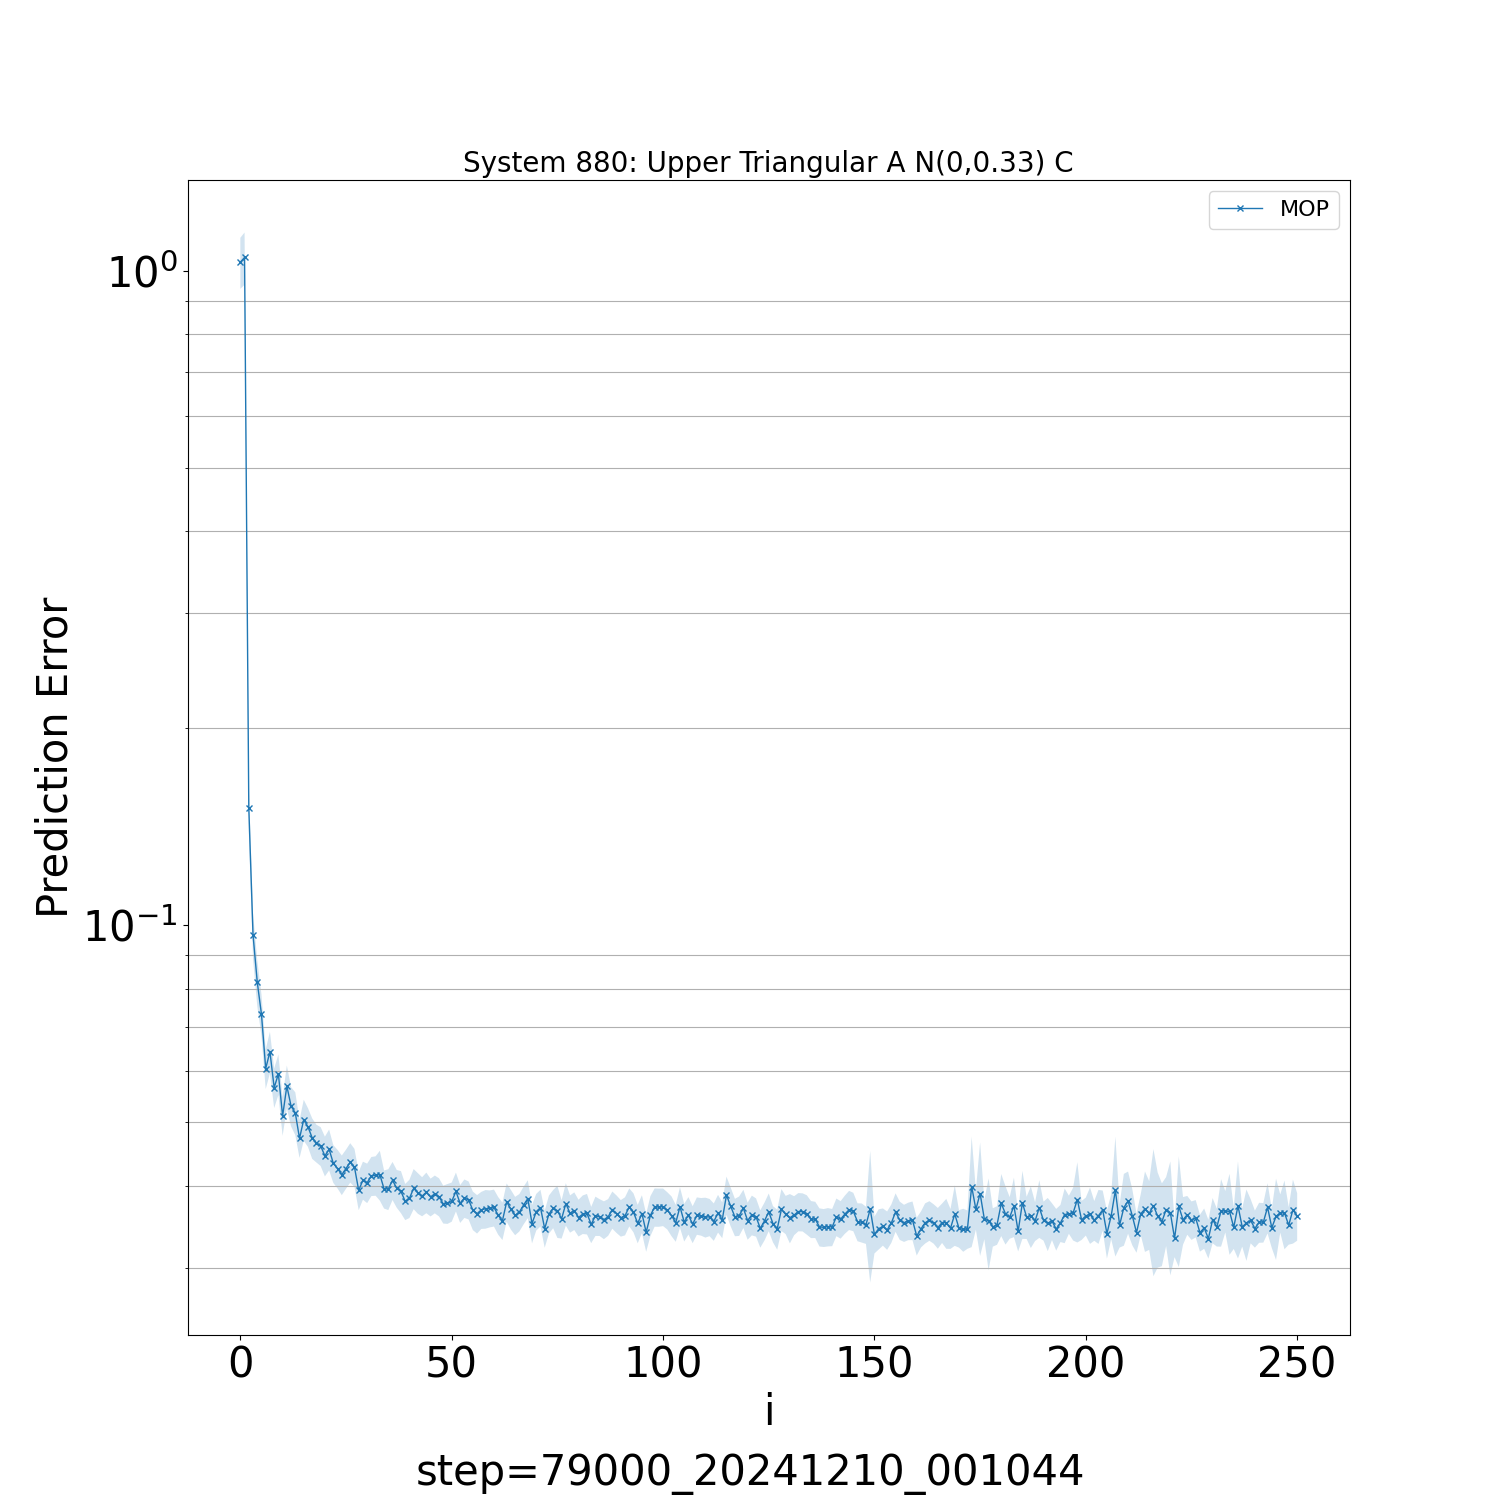 System 880: Upper Triangular A N(0,0.33) C
MOP
Prediction Error
10⁰
10⁻¹
0 50 100 150 200 250
i
step=79000_20241210_001044